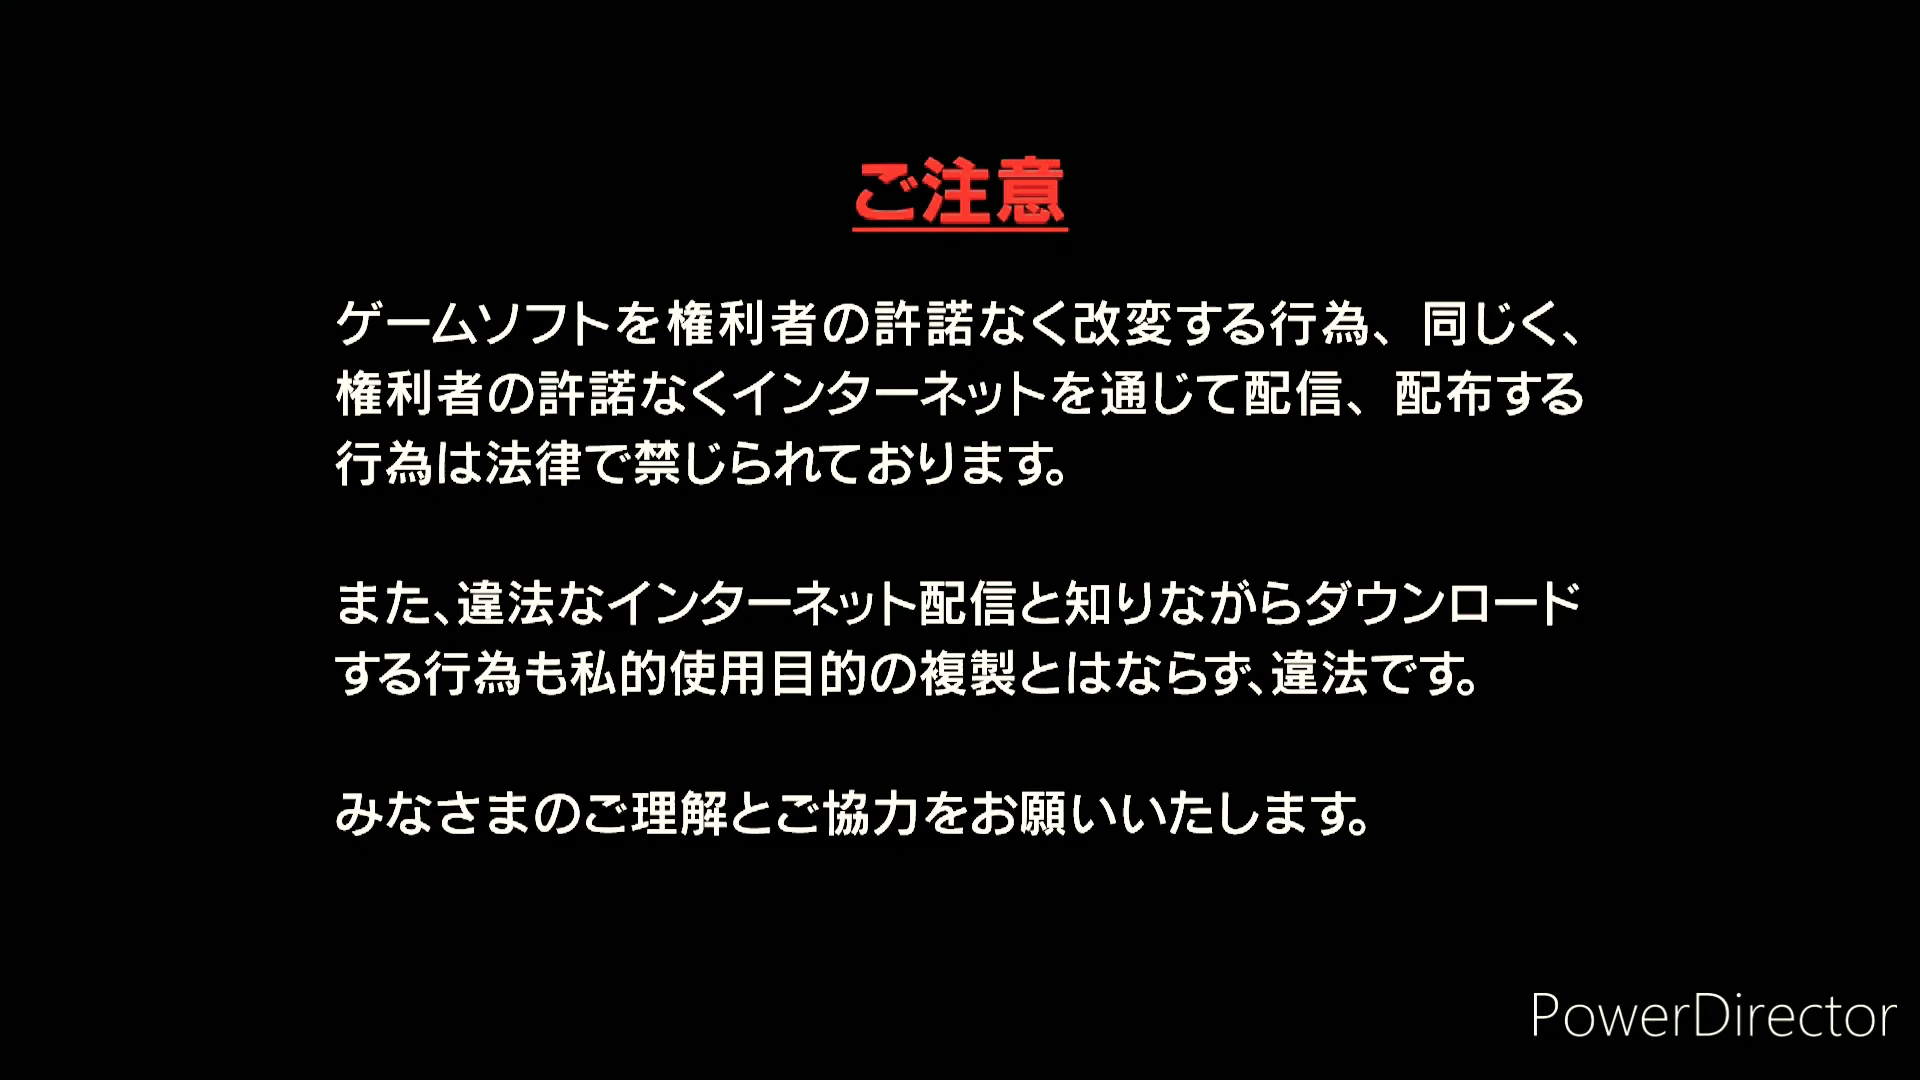 ご注意
ゲームソフトを権利者の許諾なく改変する行為、同じく、
権利者の許諾なくインターネットを通じて配信、配布する
行為は法律で禁じられております。
また、違法なインターネット配信と知りながらダウンロード
する行為も私的使用目的の複製とはならず、違法です。
みなさまのご理解とご協力をお願いいたします。
PowerDirector